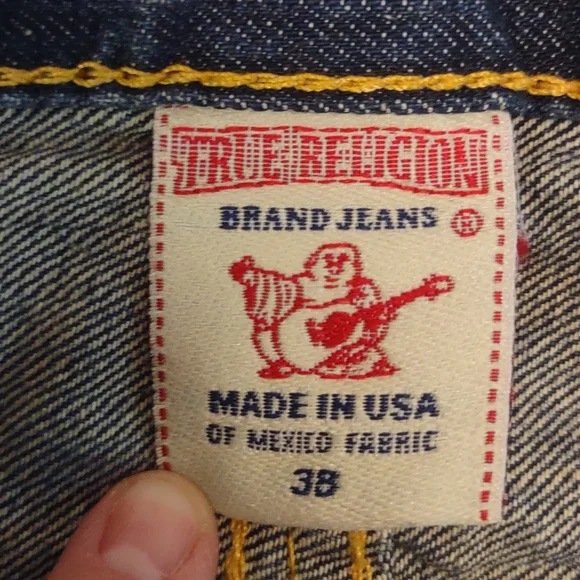 TRUE RELIGION
BRAND JEANS ®
MADE IN USA
OF MEXICO FABRIC
38